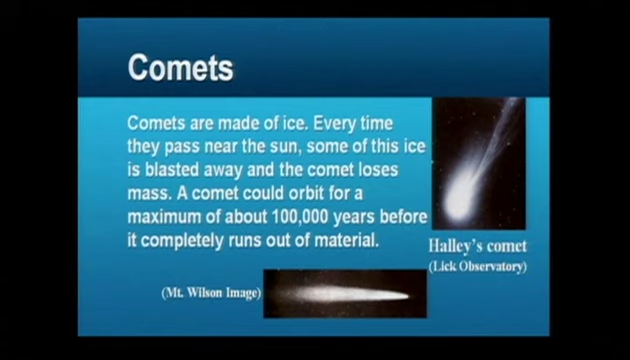 Comets
Comets are made of ice. Every time
they pass near the sun, some of this ice
is blasted away and the comet loses
mass. A comet could orbit for a
maximum of about 100,000 years before
it completely runs out of material.
Halley's comet
(Lick Observatory)
(Mt. Wilson Image)